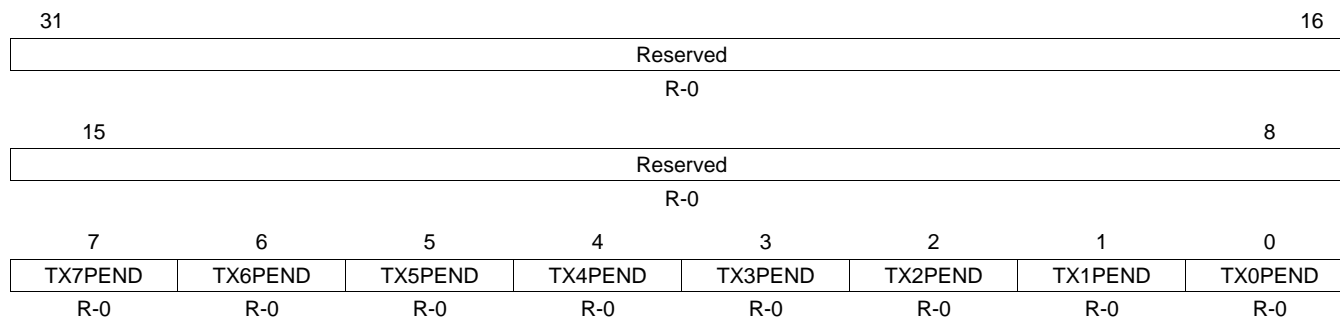 31 16
Reserved
R-0
15 8
Reserved
R-0
7 6 5 4 3 2 1 0
TX7PEND TX6PEND TX5PEND TX4PEND TX3PEND TX2PEND TX1PEND TX0PEND
R-0 R-0 R-0 R-0 R-0 R-0 R-0 R-0